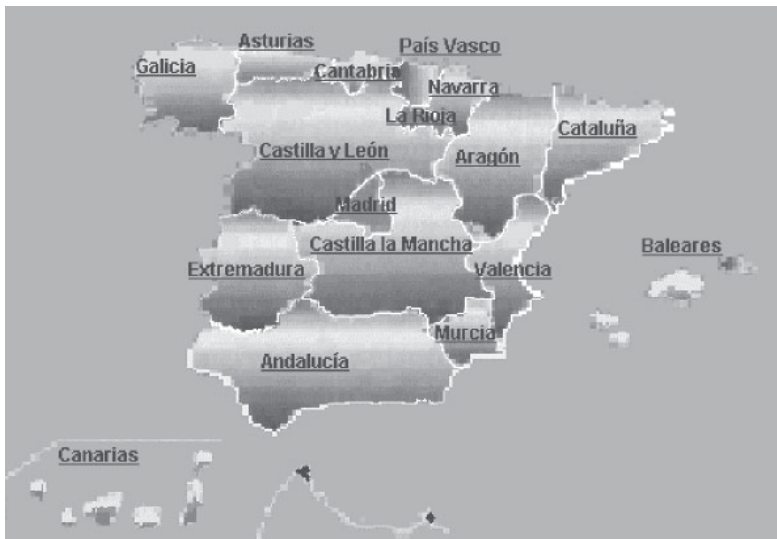 Asturias
País Vasco
Galicia
Cantabria
Navarra
La Rioja
Cataluña
Castilla y León
Aragón
Madrid
Castilla la Mancha
Baleares
Extremadura
Valencia
Murcia
Andalucía
Canarias